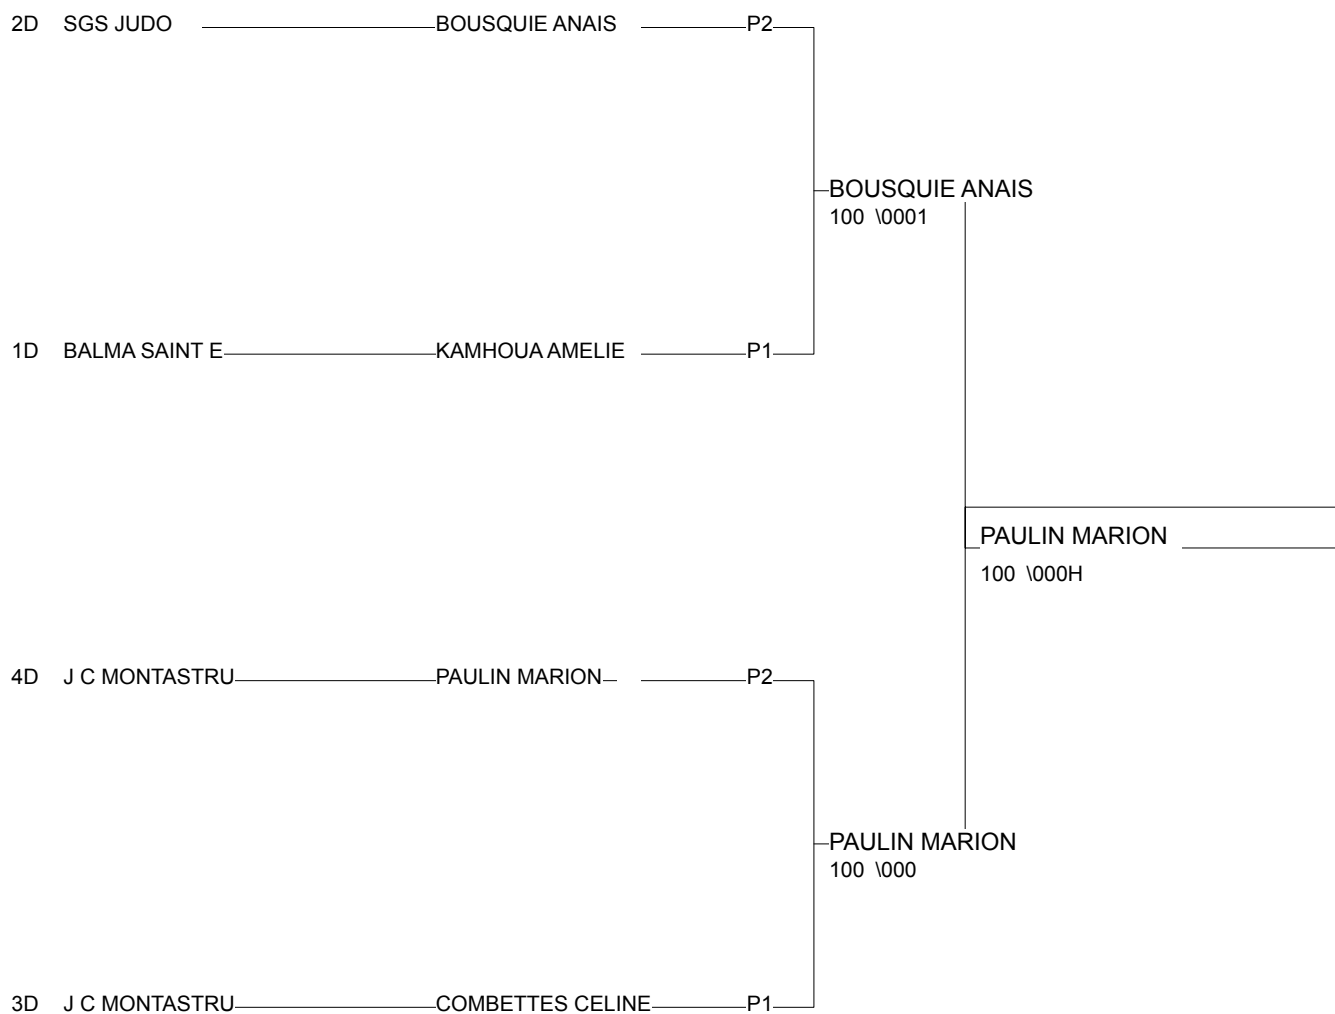 2D SGS JUDO BOUSQUIE ANAIS P2
BOUSQUIE ANAIS
100 \0001
1D BALMA SAINT E KAMHOUA AMELIE P1
PAULIN MARION
100 \000H
4D J C MONTASTRU PAULIN MARION P2
PAULIN MARION
100 \000
3D J C MONTASTRU COMBETTES CELINE P1